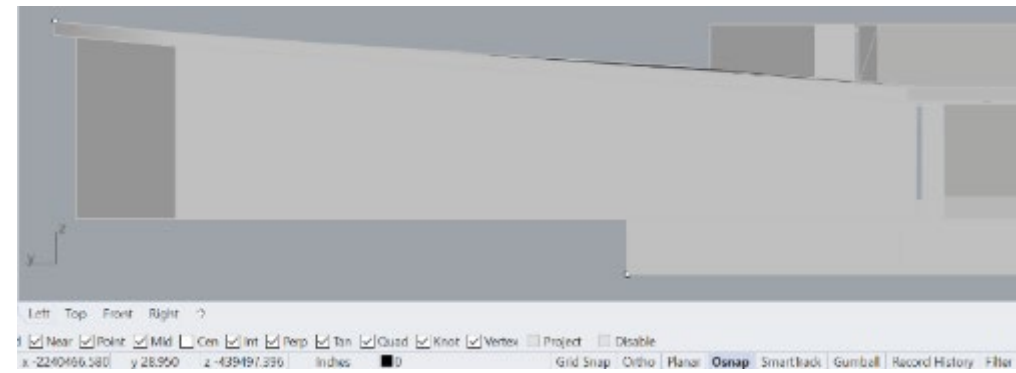 z
y
Left Top Front Right
Near Point Mid Cen Int Perp Tan Quad Knot Vertex Project Disable
x -2240466.580 y 28.950 z -439497.396 Inches 0 Grid Snap Ortho Planar Osnap SmartTrack Gumball Record History Filter